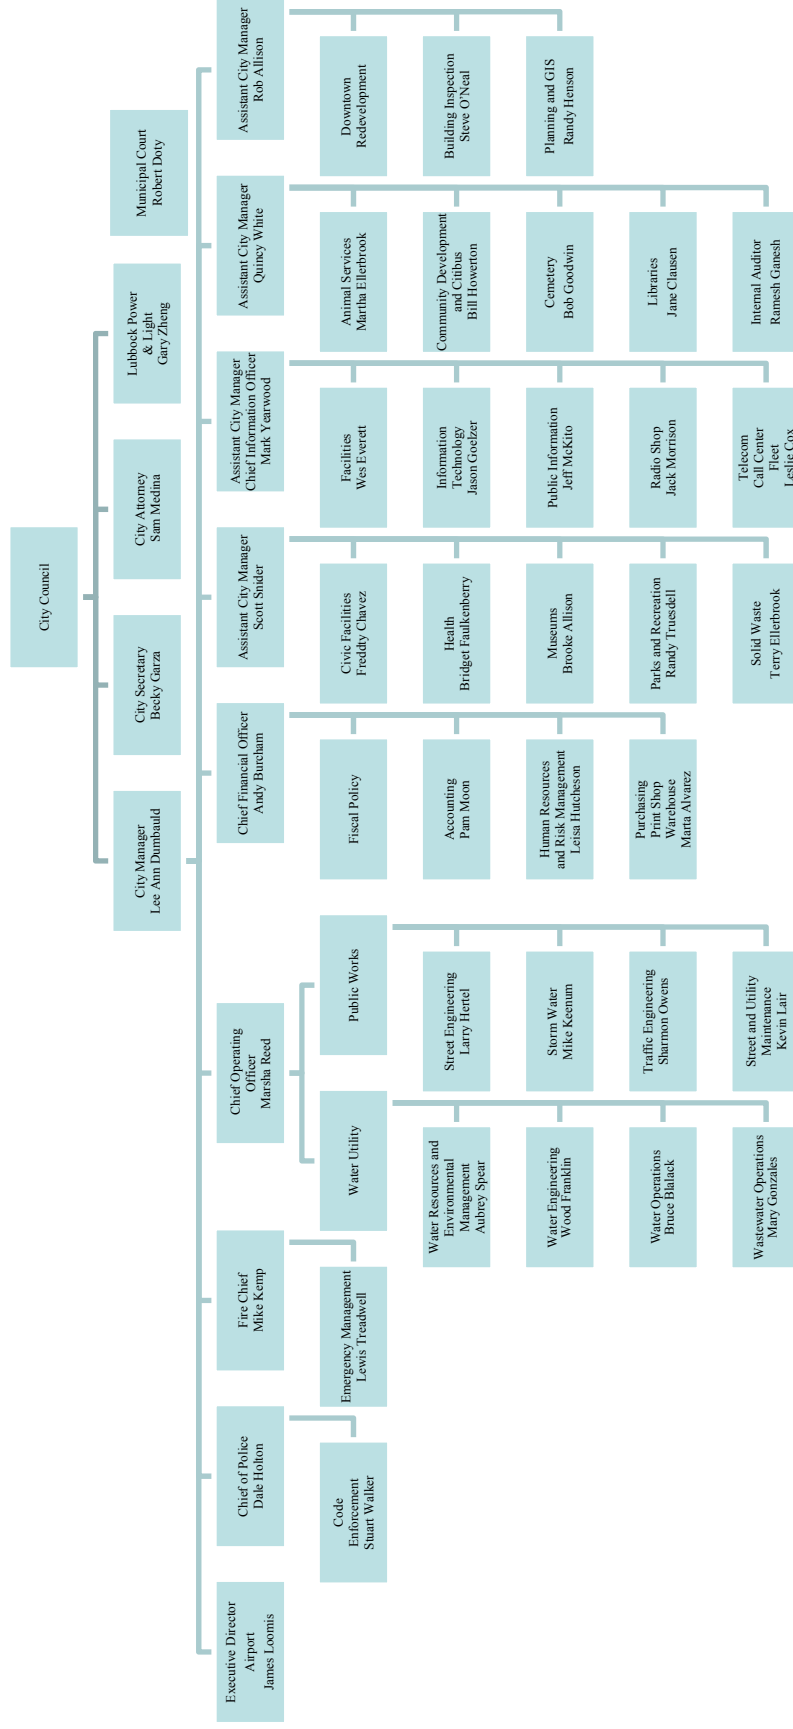 City Council
City Manager
Lee Ann Dumbauld
City Secretary
Becky Garza
City Attorney
Sam Medina
Lubbock Power
& Light
Gary Zheng
Municipal Court
Robert Doty
Executive Director
Airport
James Loomis
Chief of Police
Dale Holton
Code
Enforcement
Stuart Walker
Fire Chief
Mike Kemp
Emergency Management
Lewis Treadwell
Chief Operating
Officer
Marsha Reed
Water Utility
Water Resources and
Environmental
Management
Aubrey Spear
Water Engineering
Wood Franklin
Water Operations
Bruce Blalack
Wastewater Operations
Mary Gonzales
Public Works
Street Engineering
Larry Hertel
Storm Water
Mike Keenum
Traffic Engineering
Sharmon Owens
Street and Utility
Maintenance
Kevin Lair
Chief Financial Officer
Andy Burcham
Fiscal Policy
Accounting
Pam Moon
Human Resources
and Risk Management
Leisa Hutcheson
Purchasing
Print Shop
Warehouse
Marta Alvarez
Assistant City Manager
Scott Snider
Civic Facilities
Freddty Chavez
Health
Bridget Faulkenberry
Museums
Brooke Allison
Parks and Recreation
Randy Truesdell
Solid Waste
Terry Ellerbrook
Assistant City Manager
Chief Information Officer
Mark Yearwood
Facilities
Wes Everett
Information
Technology
Jason Goelzer
Public Information
Jeff McKito
Radio Shop
Jack Morrison
Telecom
Call Center
Fleet
Leslie Cox
Assistant City Manager
Quincy White
Animal Services
Martha Ellerbrook
Community Development
and Citibus
Bill Howerton
Cemetery
Bob Goodwin
Libraries
Jane Clausen
Internal Auditor
Ramesh Ganesh
Assistant City Manager
Rob Allison
Downtown
Redevelopment
Building Inspection
Steve O'Neal
Planning and GIS
Randy Henson